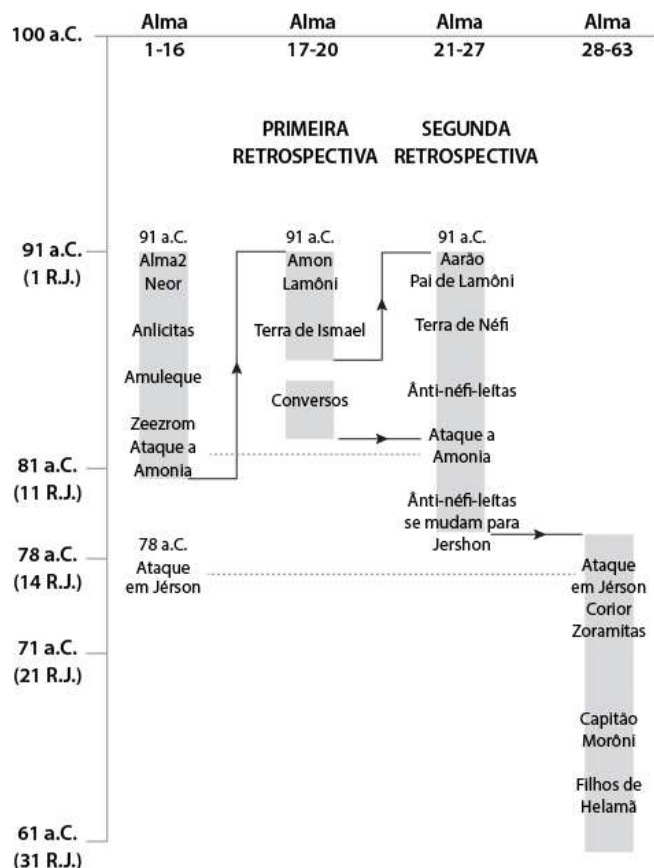 Alma Alma Alma Alma
100 a.C.
1-16 17-20 21-27 28-63
PRIMEIRA
RETROSPECTIVA
SEGUNDA
RETROSPECTIVA
91 a.C.
(1 R.J.)
91 a.C.
Alma2
Neor
Anlicitas
Amuleque
Zeezrom
Ataque a
Amonia
91 a.C.
Amon
Lamôni
Terra de Ismael
Conversos
91 a.C.
Aarão
Pai de Lamôni
Terra de Néfi
Ânti-néfi-leítas
Ataque a
Amonia
Ânti-néfi-leítas
se mudam para
Jershon
81 a.C.
(11 R.J.)
78 a.C.
(14 R.J.)
78 a.C.
Ataque
em Jérson
Ataque
em Jérson
Corior
Zoramitas
71 a.C.
(21 R.J.)
Capitão
Morôni
Filhos de
Helamã
61 a.C.
(31 R.J.)